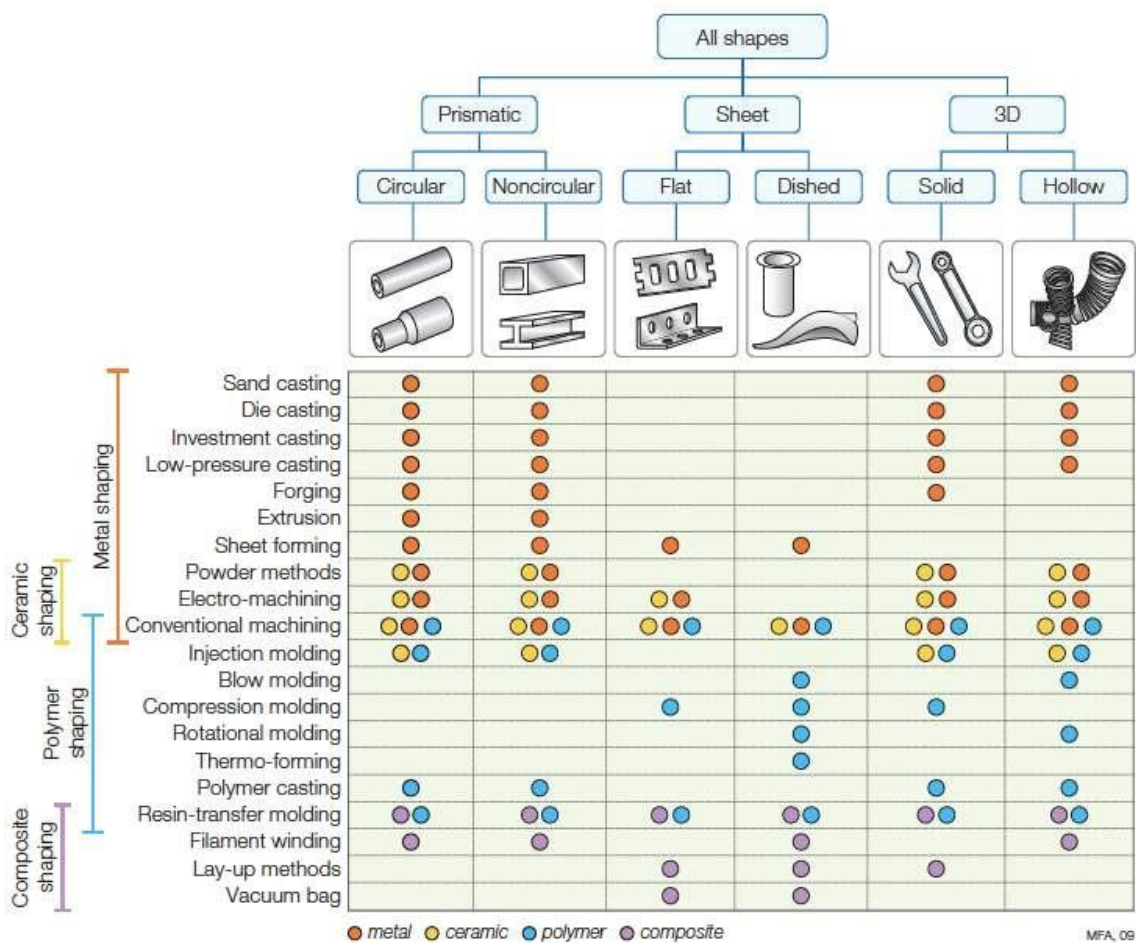 All shapes
Prismatic
Sheet
3D
Circular
Noncircular
Flat
Dished
Solid
Hollow
Metal shaping
Ceramic
shaping
Polymer
shaping
Composite
shaping
Sand casting
Die casting
Investment casting
Low-pressure casting
Forging
Extrusion
Sheet forming
Powder methods
Electro-machining
Conventional machining
Injection molding
Blow molding
Compression molding
Rotational molding
Thermo-forming
Polymer casting
Resin-transfer molding
Filament winding
Lay-up methods
Vacuum bag
metal
ceramic
polymer
composite
MFA, 09